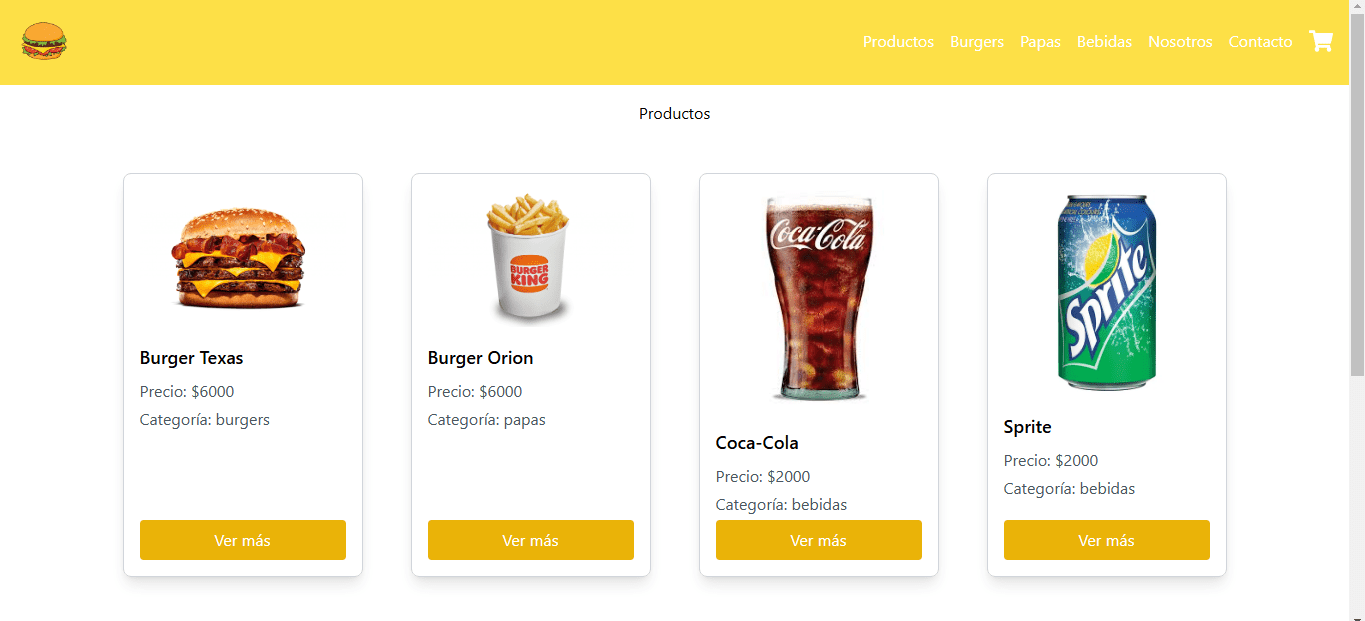 Productos Burgers Papas Bebidas Nosotros Contacto
Productos
BURGER
KING
Coca-Cola
Sprite
Burger Texas
Precio: $6000
Categoría: burgers
Ver más
Burger Orion
Precio: $6000
Categoría: papas
Ver más
Coca-Cola
Precio: $2000
Categoría: bebidas
Ver más
Sprite
Precio: $2000
Categoría: bebidas
Ver más